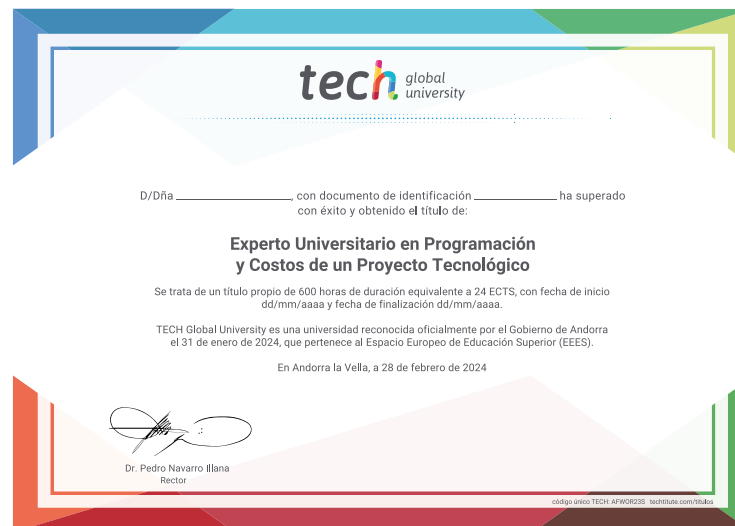 tech global university
D/Dña ____________________, con documento de identificación ______________ ha superado
con éxito y obtenido el título de:
Experto Universitario en Programación
y Costos de un Proyecto Tecnológico
Se trata de un título propio de 600 horas de duración equivalente a 24 ECTS, con fecha de inicio
dd/mm/aaaa y fecha de finalización dd/mm/aaaa.
TECH Global University es una universidad reconocida oficialmente por el Gobierno de Andorra
el 31 de enero de 2024, que pertenece al Espacio Europeo de Educación Superior (EEES).
En Andorra la Vella, a 28 de febrero de 2024
Dr. Pedro Navarro Illana
Rector
código único TECH: AFWOR23S techtitute.com/titulos